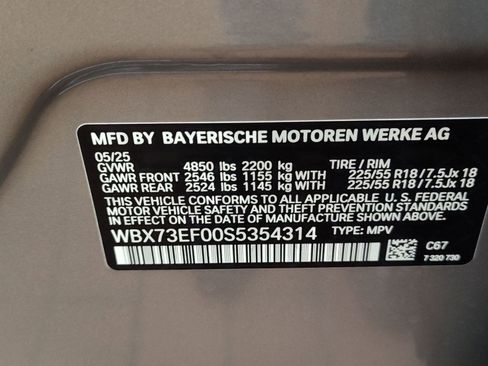 MFD BY BAYERISCHE MOTOREN WERKE AG
05/25
GVWR 4850 lbs 2200 kg TIRE / RIM
GAWR FRONT 2546 lbs 1155 kg WITH 225/55 R18 / 7.5Jx 18
GAWR REAR 2524 lbs 1145 kg WITH 225/55 R18 / 7.5Jx 18
THIS VEHICLE CONFORMS TO ALL APPLICABLE U.S. FEDERAL
MOTOR VEHICLE SAFETY, BUMPER, AND THEFT PREVENTION STANDARDS
IN EFFECT ON THE DATE OF MANUFACTURE SHOWN ABOVE.
WBX73EF00S5354314 TYPE: MPV
C67
7 320 730